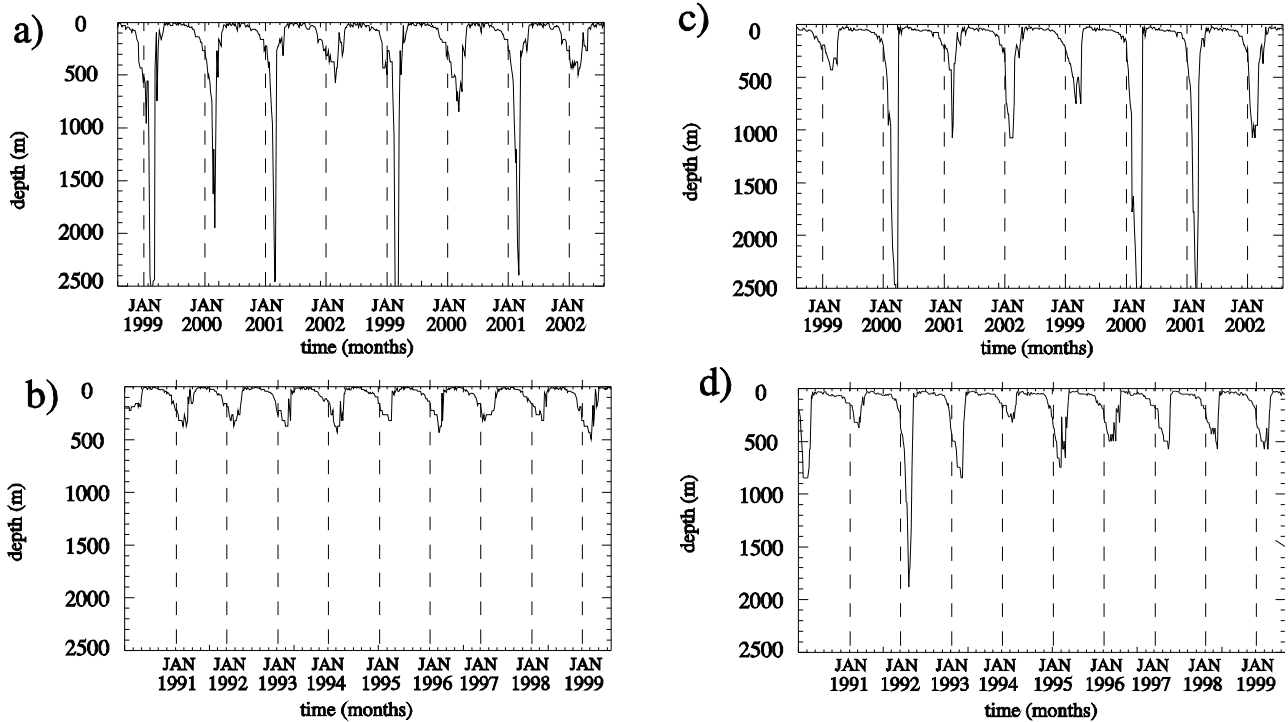 a)
0
500
1000
1500
2000
2500
depth (m)
JAN JAN JAN JAN JAN JAN JAN JAN
1999 2000 2001 2002 1999 2000 2001 2002
time (months)
c)
0
500
1000
1500
2000
2500
depth (m)
JAN JAN JAN JAN JAN JAN JAN JAN
1999 2000 2001 2002 1999 2000 2001 2002
time (months)
b)
0
500
1000
1500
2000
2500
depth (m)
JAN JAN JAN JAN JAN JAN JAN JAN JAN
1991 1992 1993 1994 1995 1996 1997 1998 1999
time (months)
d)
0
500
1000
1500
2000
2500
depth (m)
JAN JAN JAN JAN JAN JAN JAN JAN JAN
1991 1992 1993 1994 1995 1996 1997 1998 1999
time (months)